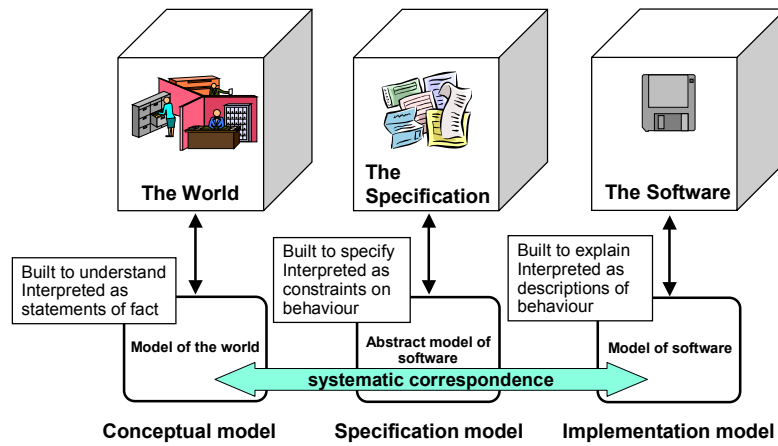 The World
The
Specification
The Software
Built to understand
Interpreted as
statements of fact
Built to specify
Interpreted as
constraints on
behaviour
Built to explain
Interpreted as
descriptions of
behaviour
Model of the world
Abstract model of
software
Model of software
systematic correspondence
Conceptual model
Specification model
Implementation model